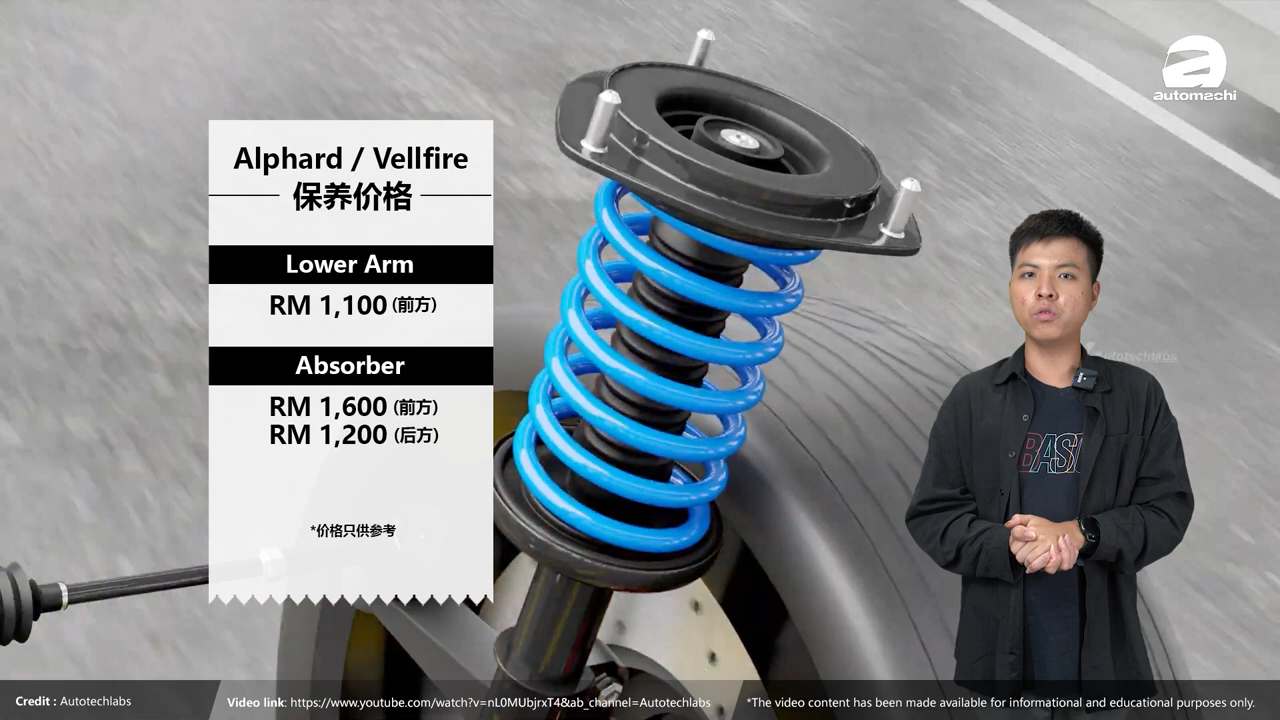 automachi
Alphard / Vellfire
保养价格
Lower Arm
RM 1,100 (前方)
Absorber
RM 1,600 (前方)
RM 1,200 (后方)
*价格只供参考
Autotechlabs
BASI
Credit : Autotechlabs
Video link: https://www.youtube.com/watch?v=nL0MUbjrxT4&ab_channel=Autotechlabs
*The video content has been made available for informational and educational purposes only.